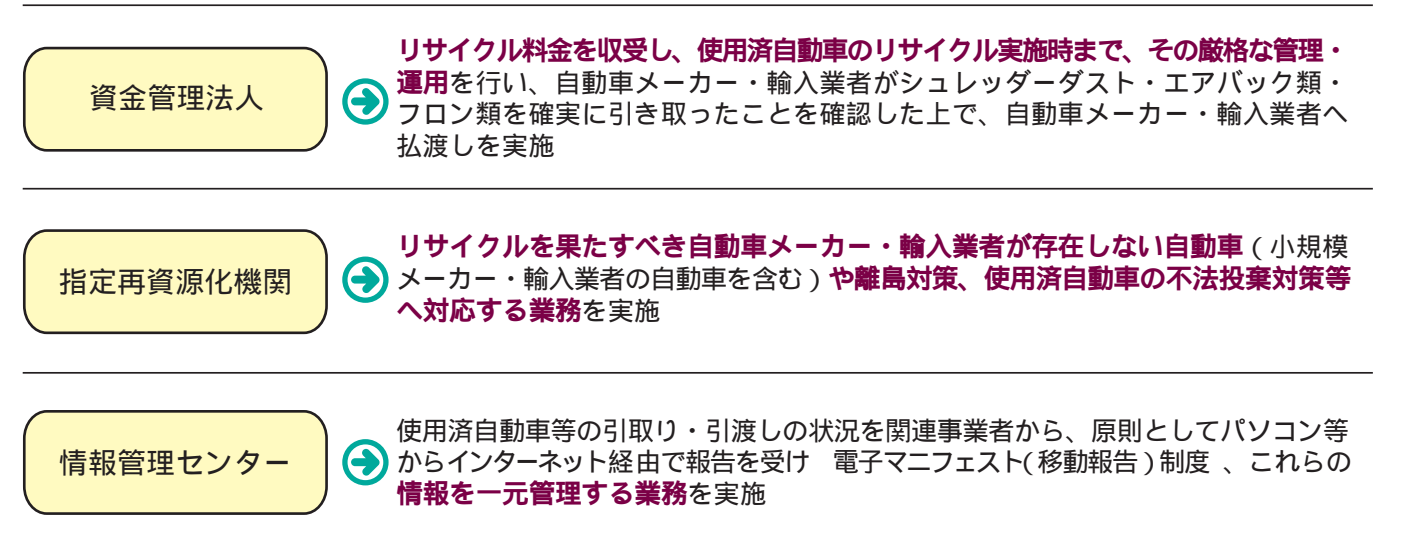 資金管理法人
リサイクル料金を収受し、使用済自動車のリサイクル実施時まで、その厳格な管理・
運用を行い、自動車メーカー・輸入業者がシュレッダーダスト・エアバック類・
フロン類を確実に引き取ったことを確認した上で、自動車メーカー・輸入業者へ
払渡しを実施
指定再資源化機関
リサイクルを果たすべき自動車メーカー・輸入業者が存在しない自動車(小規模
メーカー・輸入業者の自動車を含む)や離島対策、使用済自動車の不法投棄対策等
へ対応する業務を実施
情報管理センター
使用済自動車等の引取り・引渡しの状況を関連事業者から、原則としてパソコン等
からインターネット経由で報告を受け 電子マニフェスト(移動報告)制度 、これらの
情報を一元管理する業務を実施